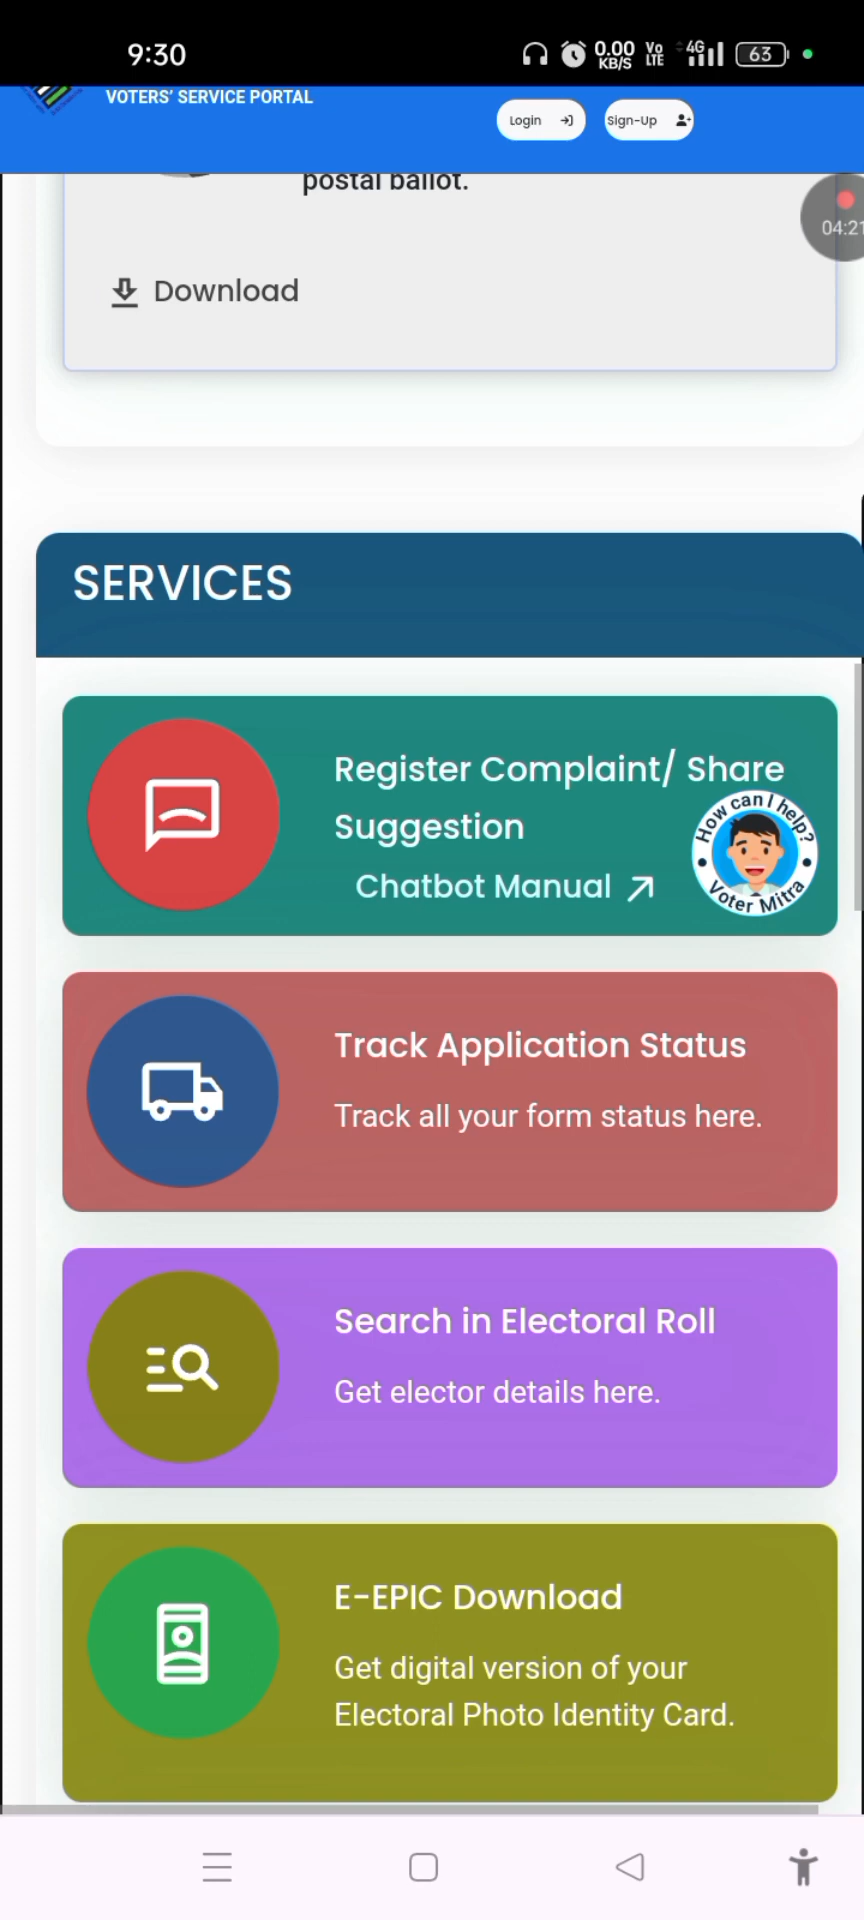 9:30
0.00
KB/S
Vo
LTE
4G
63
VOTERS' SERVICE PORTAL
Login
Sign-Up
postal ballot.
04:21
Download
SERVICES
Register Complaint/ Share
Suggestion
How can I help?
Chatbot Manual
Voter Mitra
Track Application Status
Track all your form status here.
Search in Electoral Roll
Get elector details here.
E-EPIC Download
Get digital version of your
Electoral Photo Identity Card.